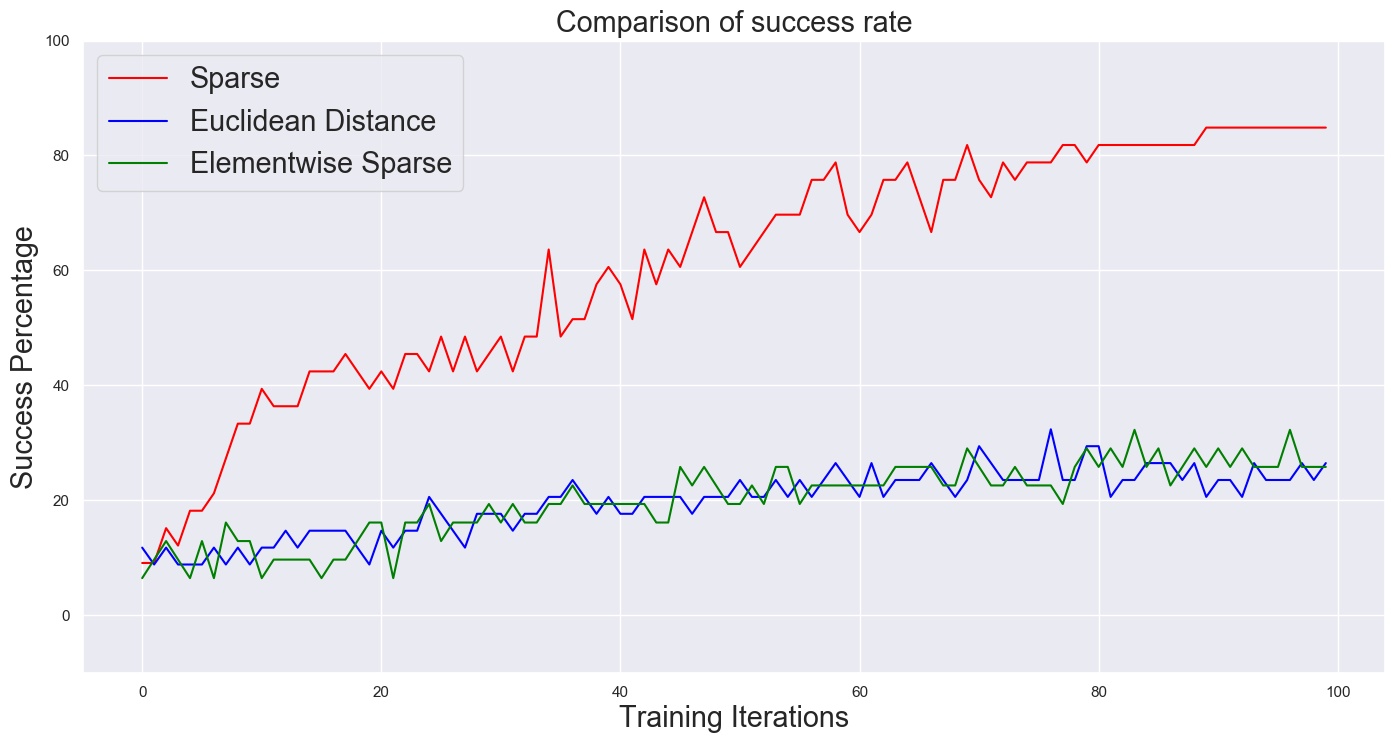 Comparison of success rate
100
80
60
40
20
0
Success Percentage
Sparse
Euclidean Distance
Elementwise Sparse
0 20 40 60 80 100
Training Iterations